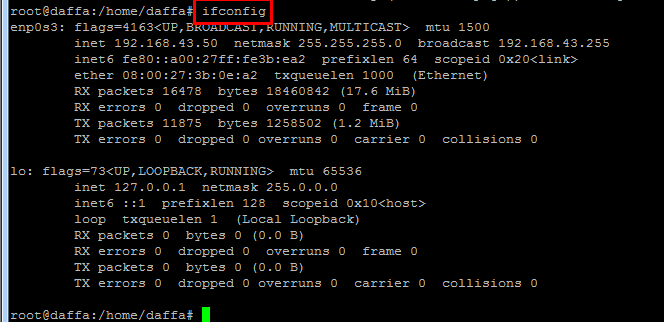 root@daffa:/home/daffa# ifconfig
enp0s3: flags=4163<UP,BROADCAST,RUNNING,MULTICAST>  mtu 1500
        inet 192.168.43.50  netmask 255.255.255.0  broadcast 192.168.43.255
        inet6 fe80::a00:27ff:fe3b:ea2  prefixlen 64  scopeid 0x20<link>
        ether 08:00:27:3b:0e:a2  txqueuelen 1000  (Ethernet)
        RX packets 16478  bytes 18460842 (17.6 MiB)
        RX errors 0  dropped 0  overruns 0  frame 0
        TX packets 11875  bytes 1258502 (1.2 MiB)
        TX errors 0  dropped 0 overruns 0  carrier 0  collisions 0
lo: flags=73<UP,LOOPBACK,RUNNING>  mtu 65536
        inet 127.0.0.1  netmask 255.0.0.0
        inet6 ::1  prefixlen 128  scopeid 0x10<host>
        loop  txqueuelen 1  (Local Loopback)
        RX packets 0  bytes 0 (0.0 B)
        RX errors 0  dropped 0  overruns 0  frame 0
        TX packets 0  bytes 0 (0.0 B)
        TX errors 0  dropped 0 overruns 0  carrier 0  collisions 0
root@daffa:/home/daffa#